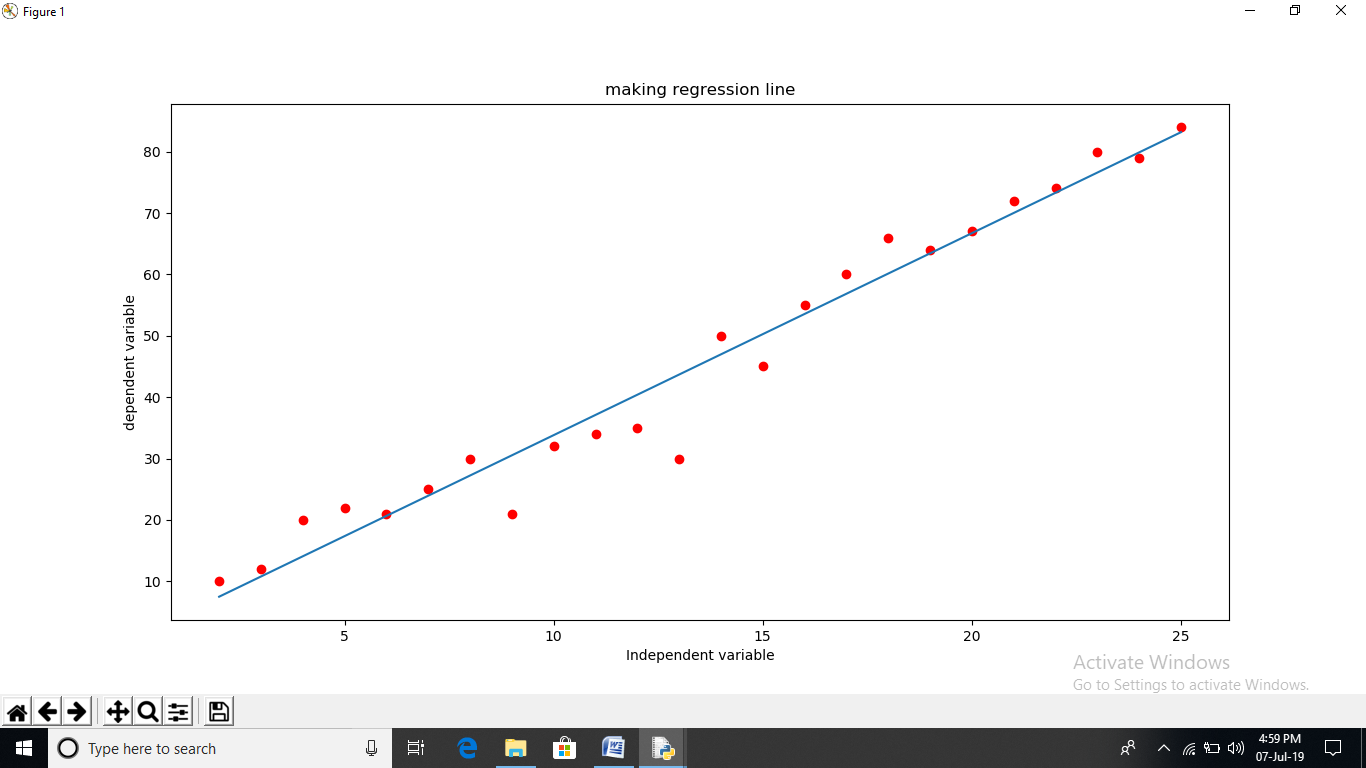 Figure 1
making regression line
80
70
60
50
40
30
20
10
dependent variable
5 10 15 20 25
Independent variable
Activate Windows
Go to Settings to activate Windows.
Type here to search
4:59 PM
07-Jul-19